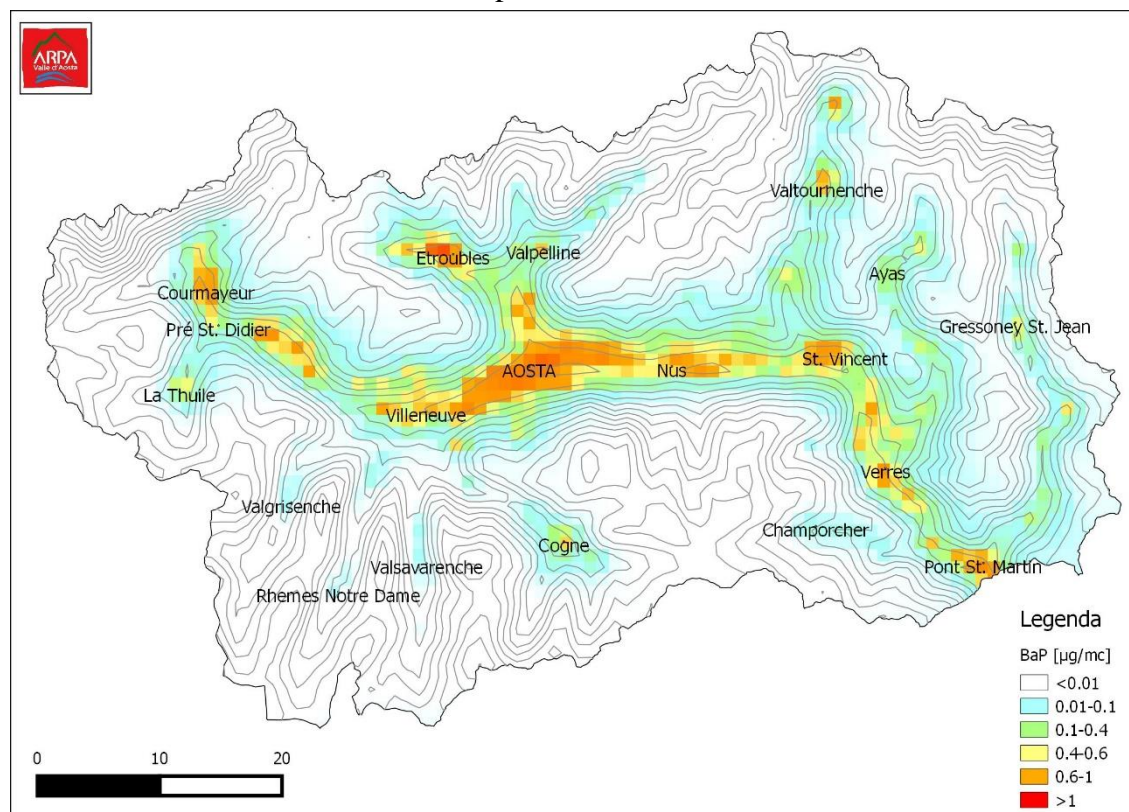 ARPA
Valle d'Aosta
Valtournenche
Etroubles
Valpelline
Ayas
Courmayeur
Pré St. Didier
Gressoney St. Jean
AOSTA
Nus
St. Vincent
La Thuile
Villeneuve
Verres
Valgrisenche
Champorcher
Cogne
Valsavarenche
Pont St. Martin
Rhemes Notre Dame
Legenda
BaP [µg/mc]
<0.01
0.01-0.1
0.1-0.4
0.4-0.6
0.6-1
>1
0 10 20